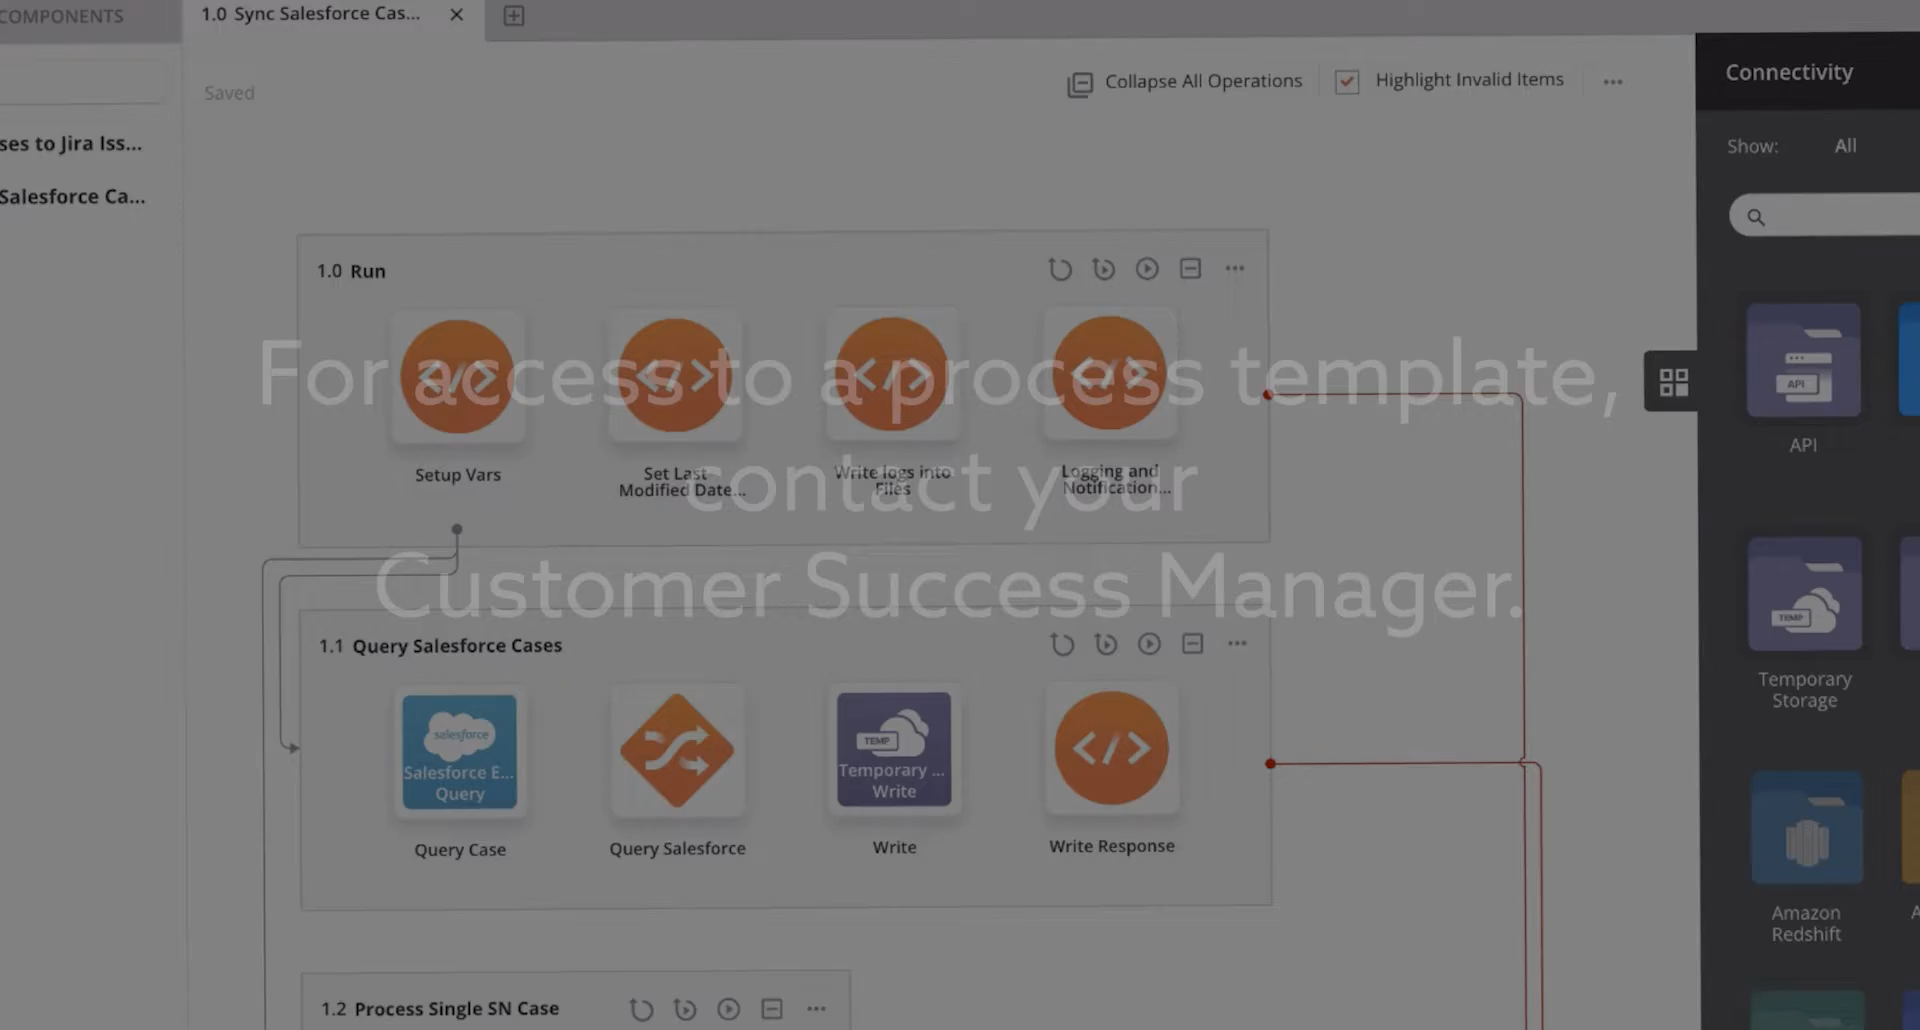 COMPONENTS
1.0 Sync Salesforce Cas...
Saved
Collapse All Operations
Highlight Invalid Items
Connectivity
Show:
All
ses to Jira Iss...
Salesforce Ca...
1.0 Run
Setup Vars
Set Last
Modified Date...
Write logs into
Files
Logging and
Notification...
For access to a process template,
contact your
Customer Success Manager.
1.1 Query Salesforce Cases
salesforce
Salesforce E...
Query
Query Case
Query Salesforce
TEMP
Temporary ...
Write
Write
Write Response
1.2 Process Single SN Case
API
API
TEMP
Temporary
Storage
Amazon
Redshift
A